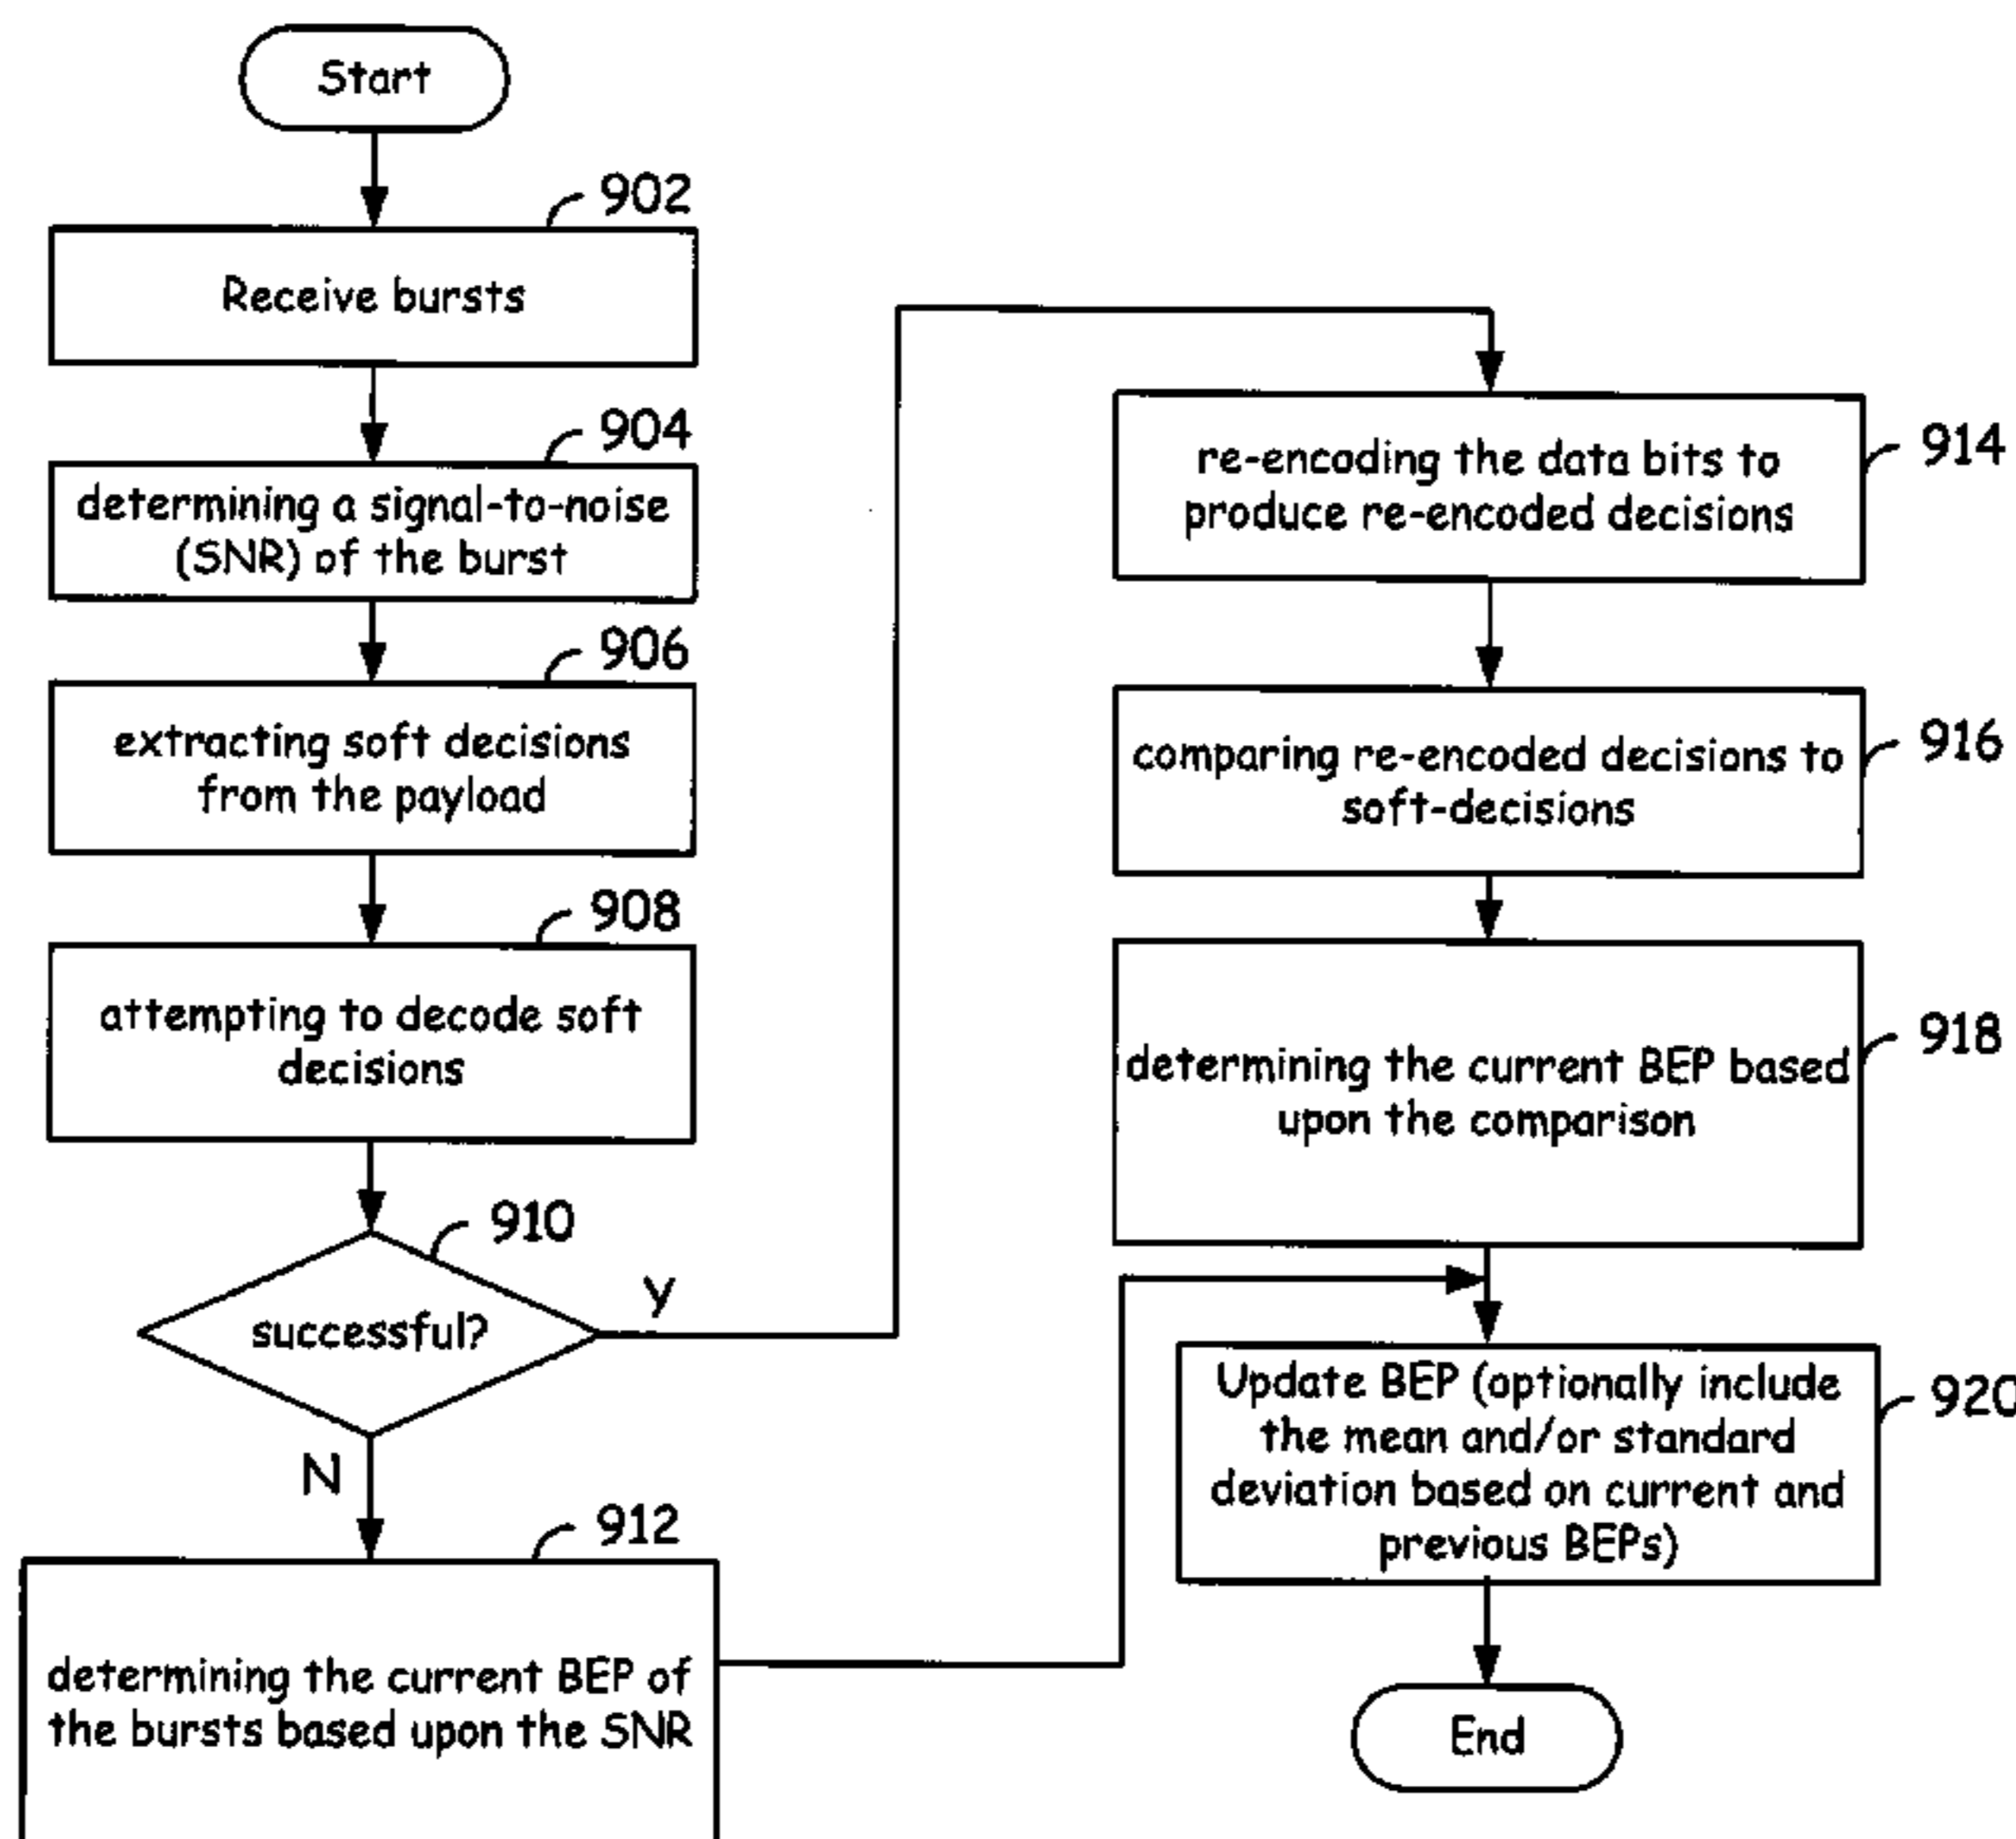 Start
902
Receive bursts
904
determining a signal-to-noise
(SNR) of the burst
906
extracting soft decisions
from the payload
908
attempting to decode soft
decisions
910
successful?
Y
N
912
determining the current BEP of
the bursts based upon the SNR
914
re-encoding the data bits to
produce re-encoded decisions
916
comparing re-encoded decisions to
soft-decisions
918
determining the current BEP based
upon the comparison
920
Update BEP (optionally include
the mean and/or standard
deviation based on current and
previous BEPs)
End